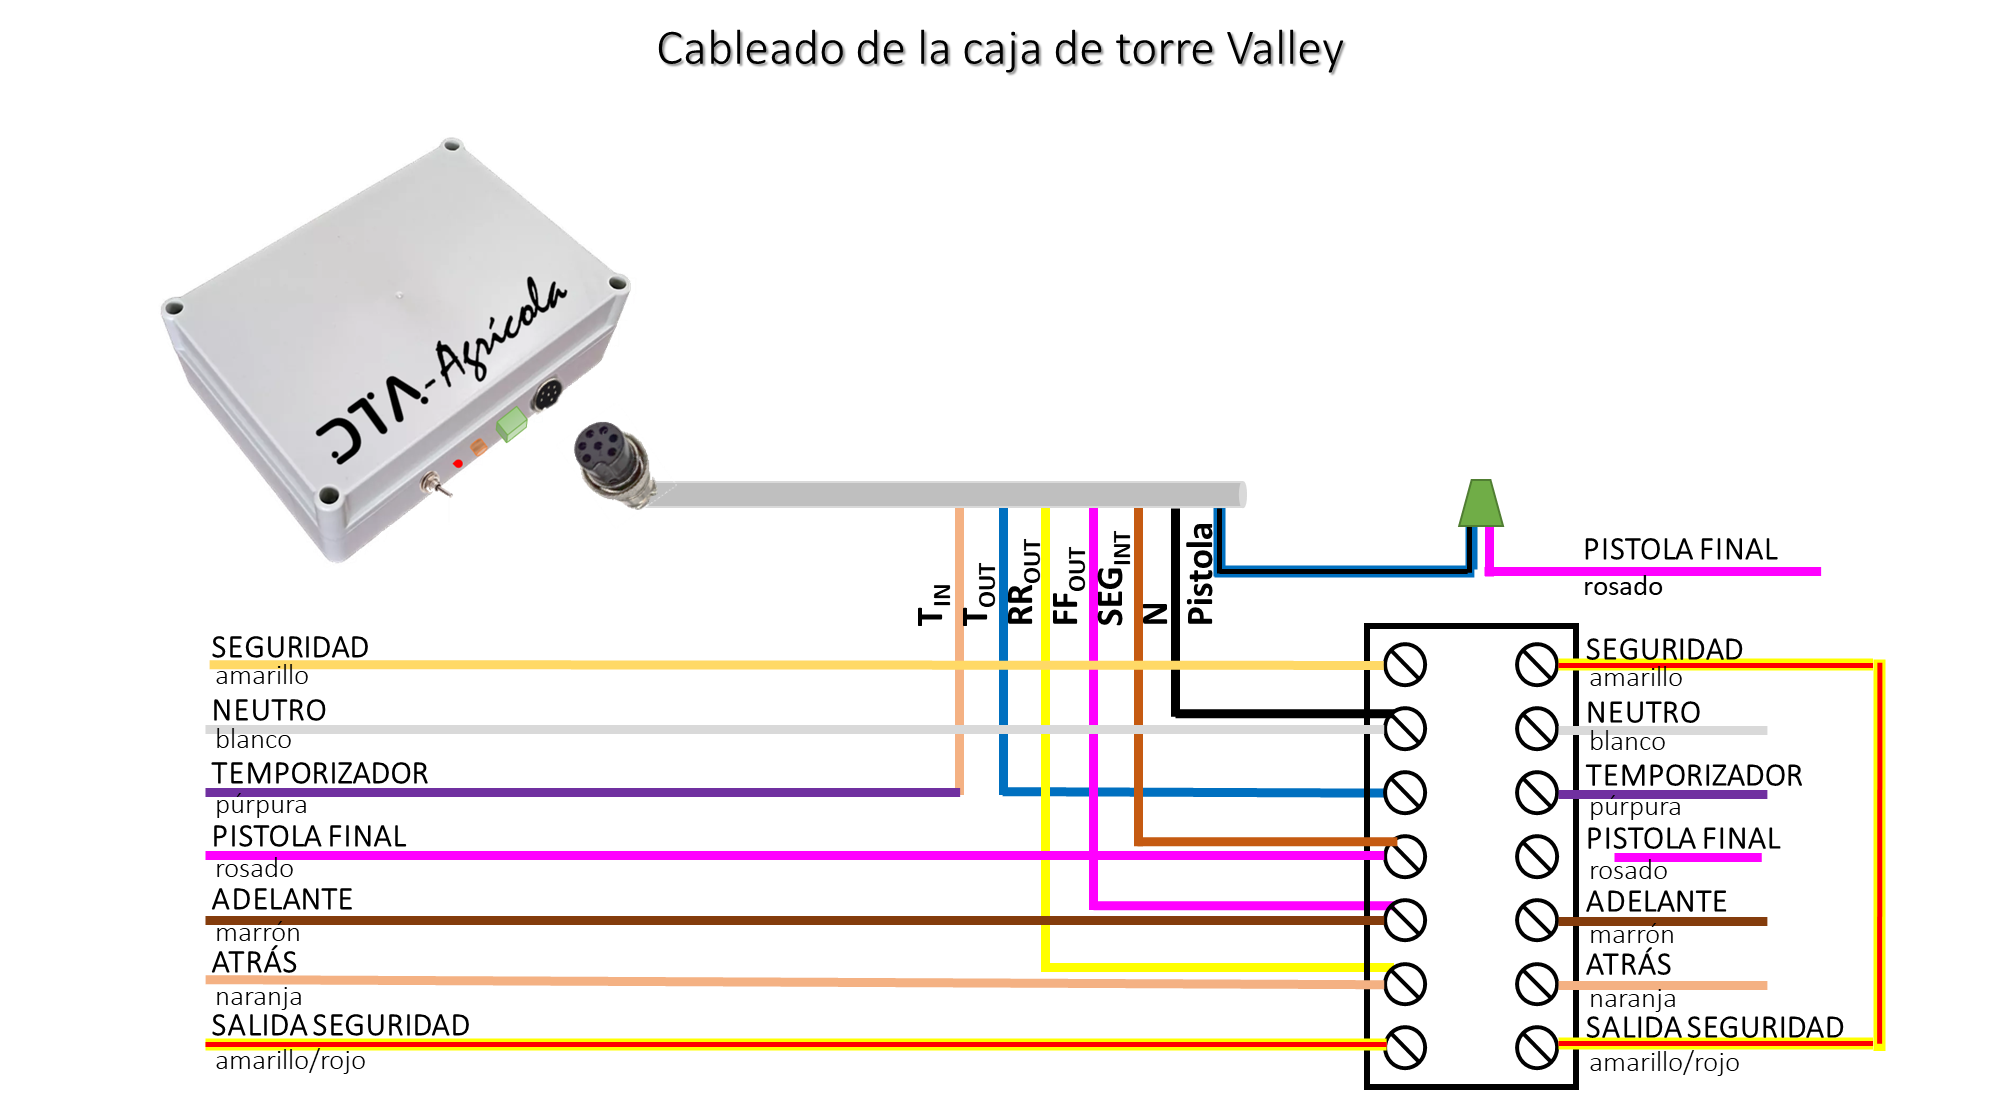 Cableado de la caja de torre Valley
DTA-Agrícola
TIN
TOUT
RROUT
FFOUT
SEGINT
N
Pistola
PISTOLA FINAL
rosado
SEGURIDAD
amarillo
NEUTRO
blanco
TEMPORIZADOR
púrpura
PISTOLA FINAL
rosado
ADELANTE
marrón
ATRÁS
naranja
SALIDA SEGURIDAD
amarillo/rojo
SEGURIDAD
amarillo
NEUTRO
blanco
TEMPORIZADOR
púrpura
PISTOLA FINAL
rosado
ADELANTE
marrón
ATRÁS
naranja
SALIDA SEGURIDAD
amarillo/rojo